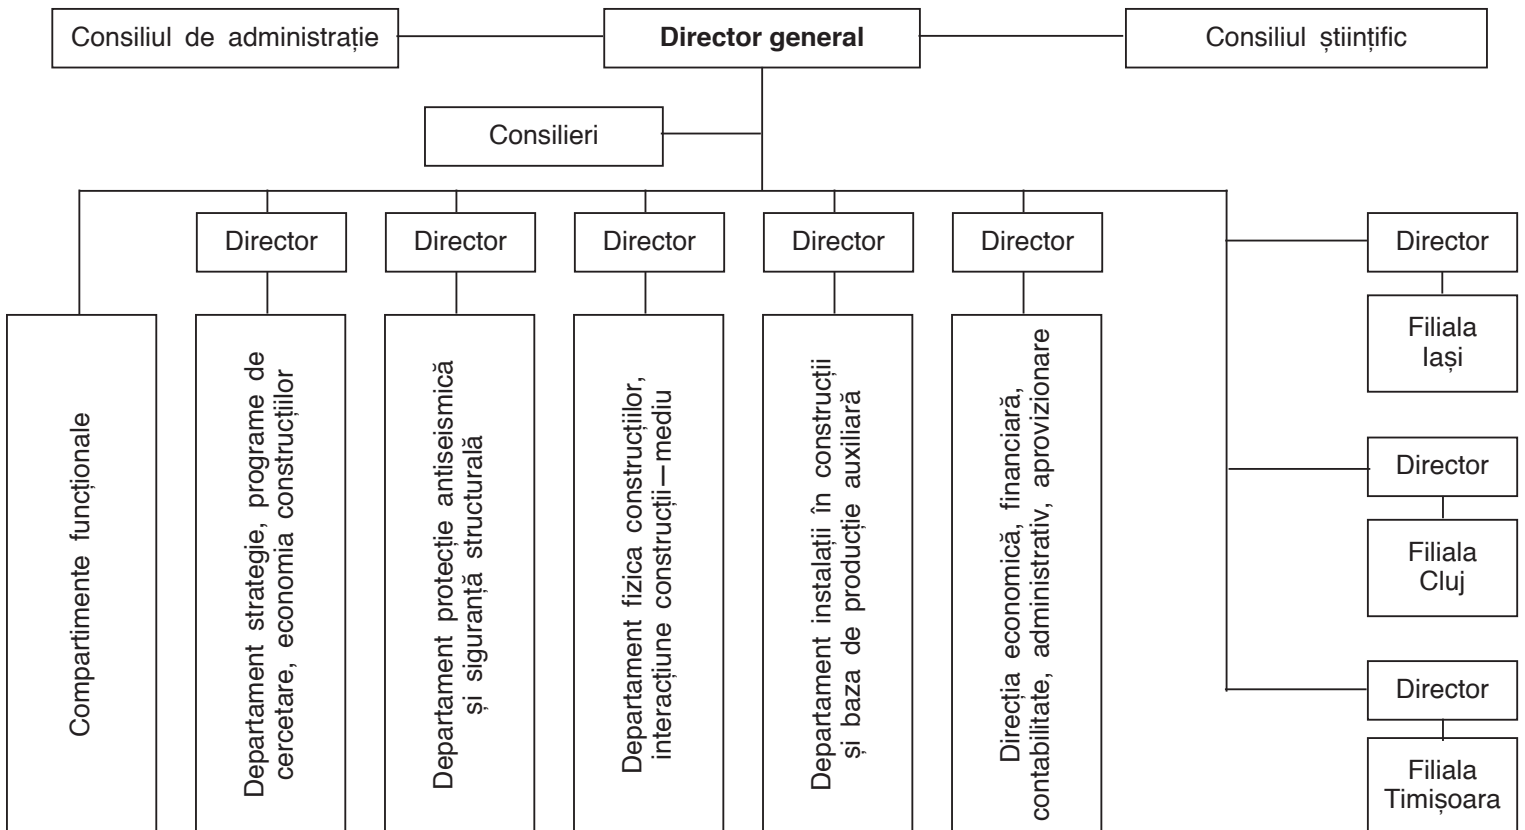 Consiliul de administrație
Director general
Consiliul științific
Consilieri
Director
Director
Director
Director
Director
Director
Compartimente funcționale
Departament strategie, programe de
cercetare, economia construcțiilor
Departament protecție antiseismică
și siguranță structurală
Departament fizica construcțiilor,
interacțiune construcții—mediu
Departament instalații în construcții
și baza de producție auxiliară
Direcția economică, financiară,
contabilitate, administrativ, aprovizionare
Filiala
Iași
Director
Filiala
Cluj
Director
Filiala
Timișoara